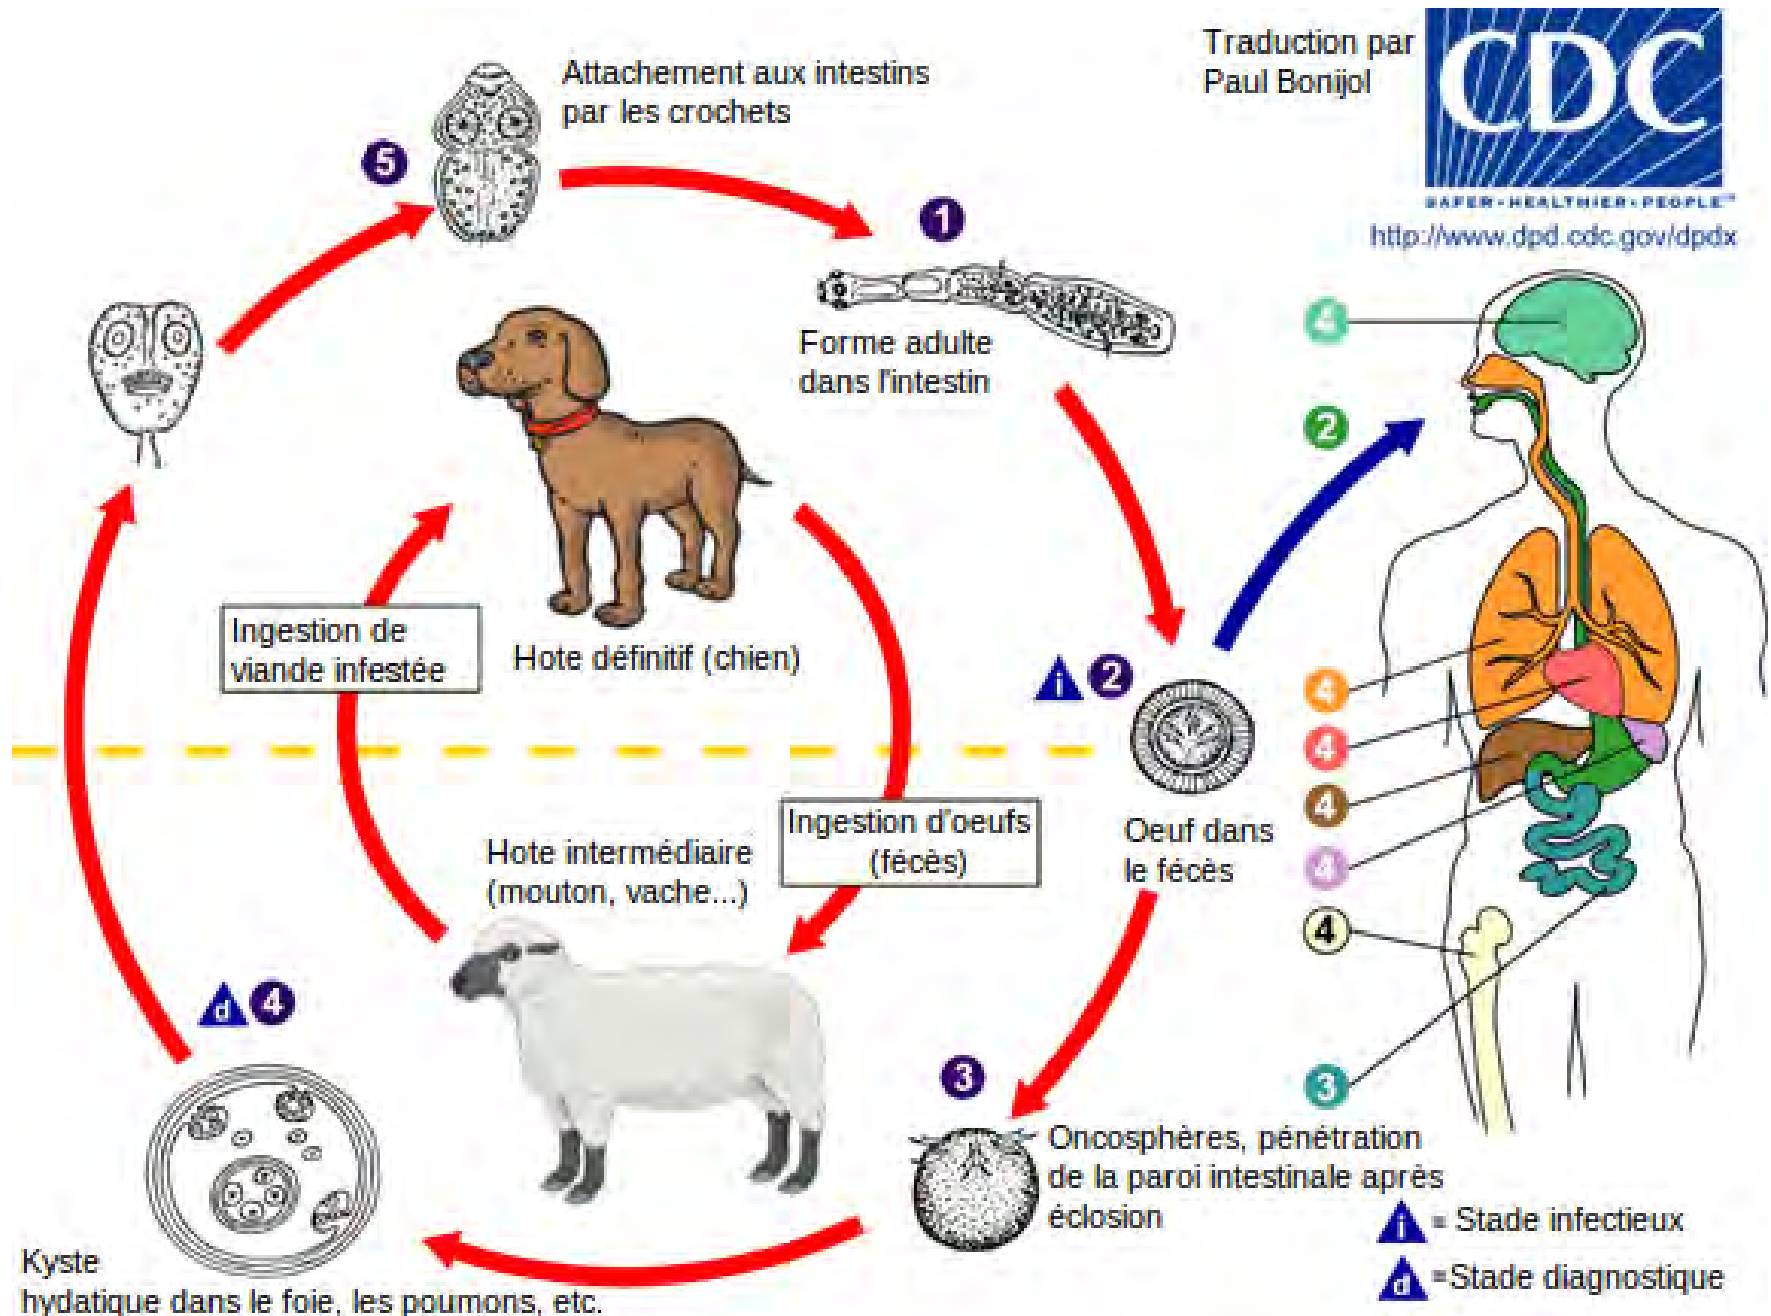 Attachement aux intestins
par les crochets
Traduction par
Paul Bonijol
CDC
SAFER•HEALTHIER•PEOPLE™
http://www.dpd.cdc.gov/dpdx
5
1
Forme adulte
dans l'intestin
4
2
Ingestion de
viande infestée
Hote définitif (chien)
i 2
4
4
4
4
4
3
Ingestion d'oeufs
(fécès)
Oeuf dans
le fécès
Hote intermédiaire
(mouton, vache...)
d 4
3
Oncosphères, pénétration
de la paroi intestinale après
éclosion
Kyste
hydatique dans le foie, les poumons, etc.
i = Stade infectieux
d =Stade diagnostique